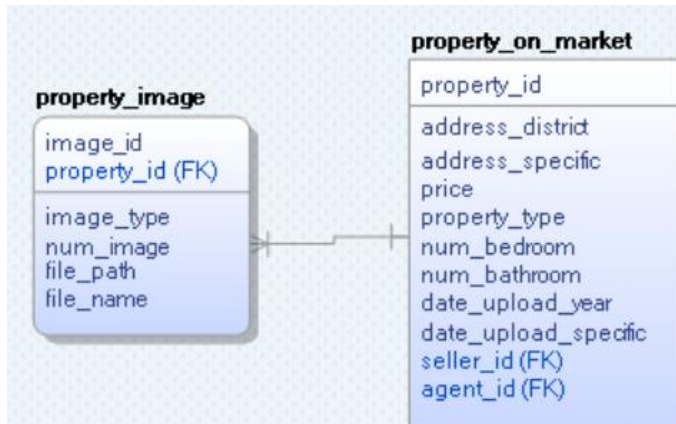 property_image
image_id
property_id (FK)
image_type
num_image
file_path
file_name
property_on_market
property_id
address_district
address_specific
price
property_type
num_bedroom
num_bathroom
date_upload_year
date_upload_specific
seller_id (FK)
agent_id (FK)